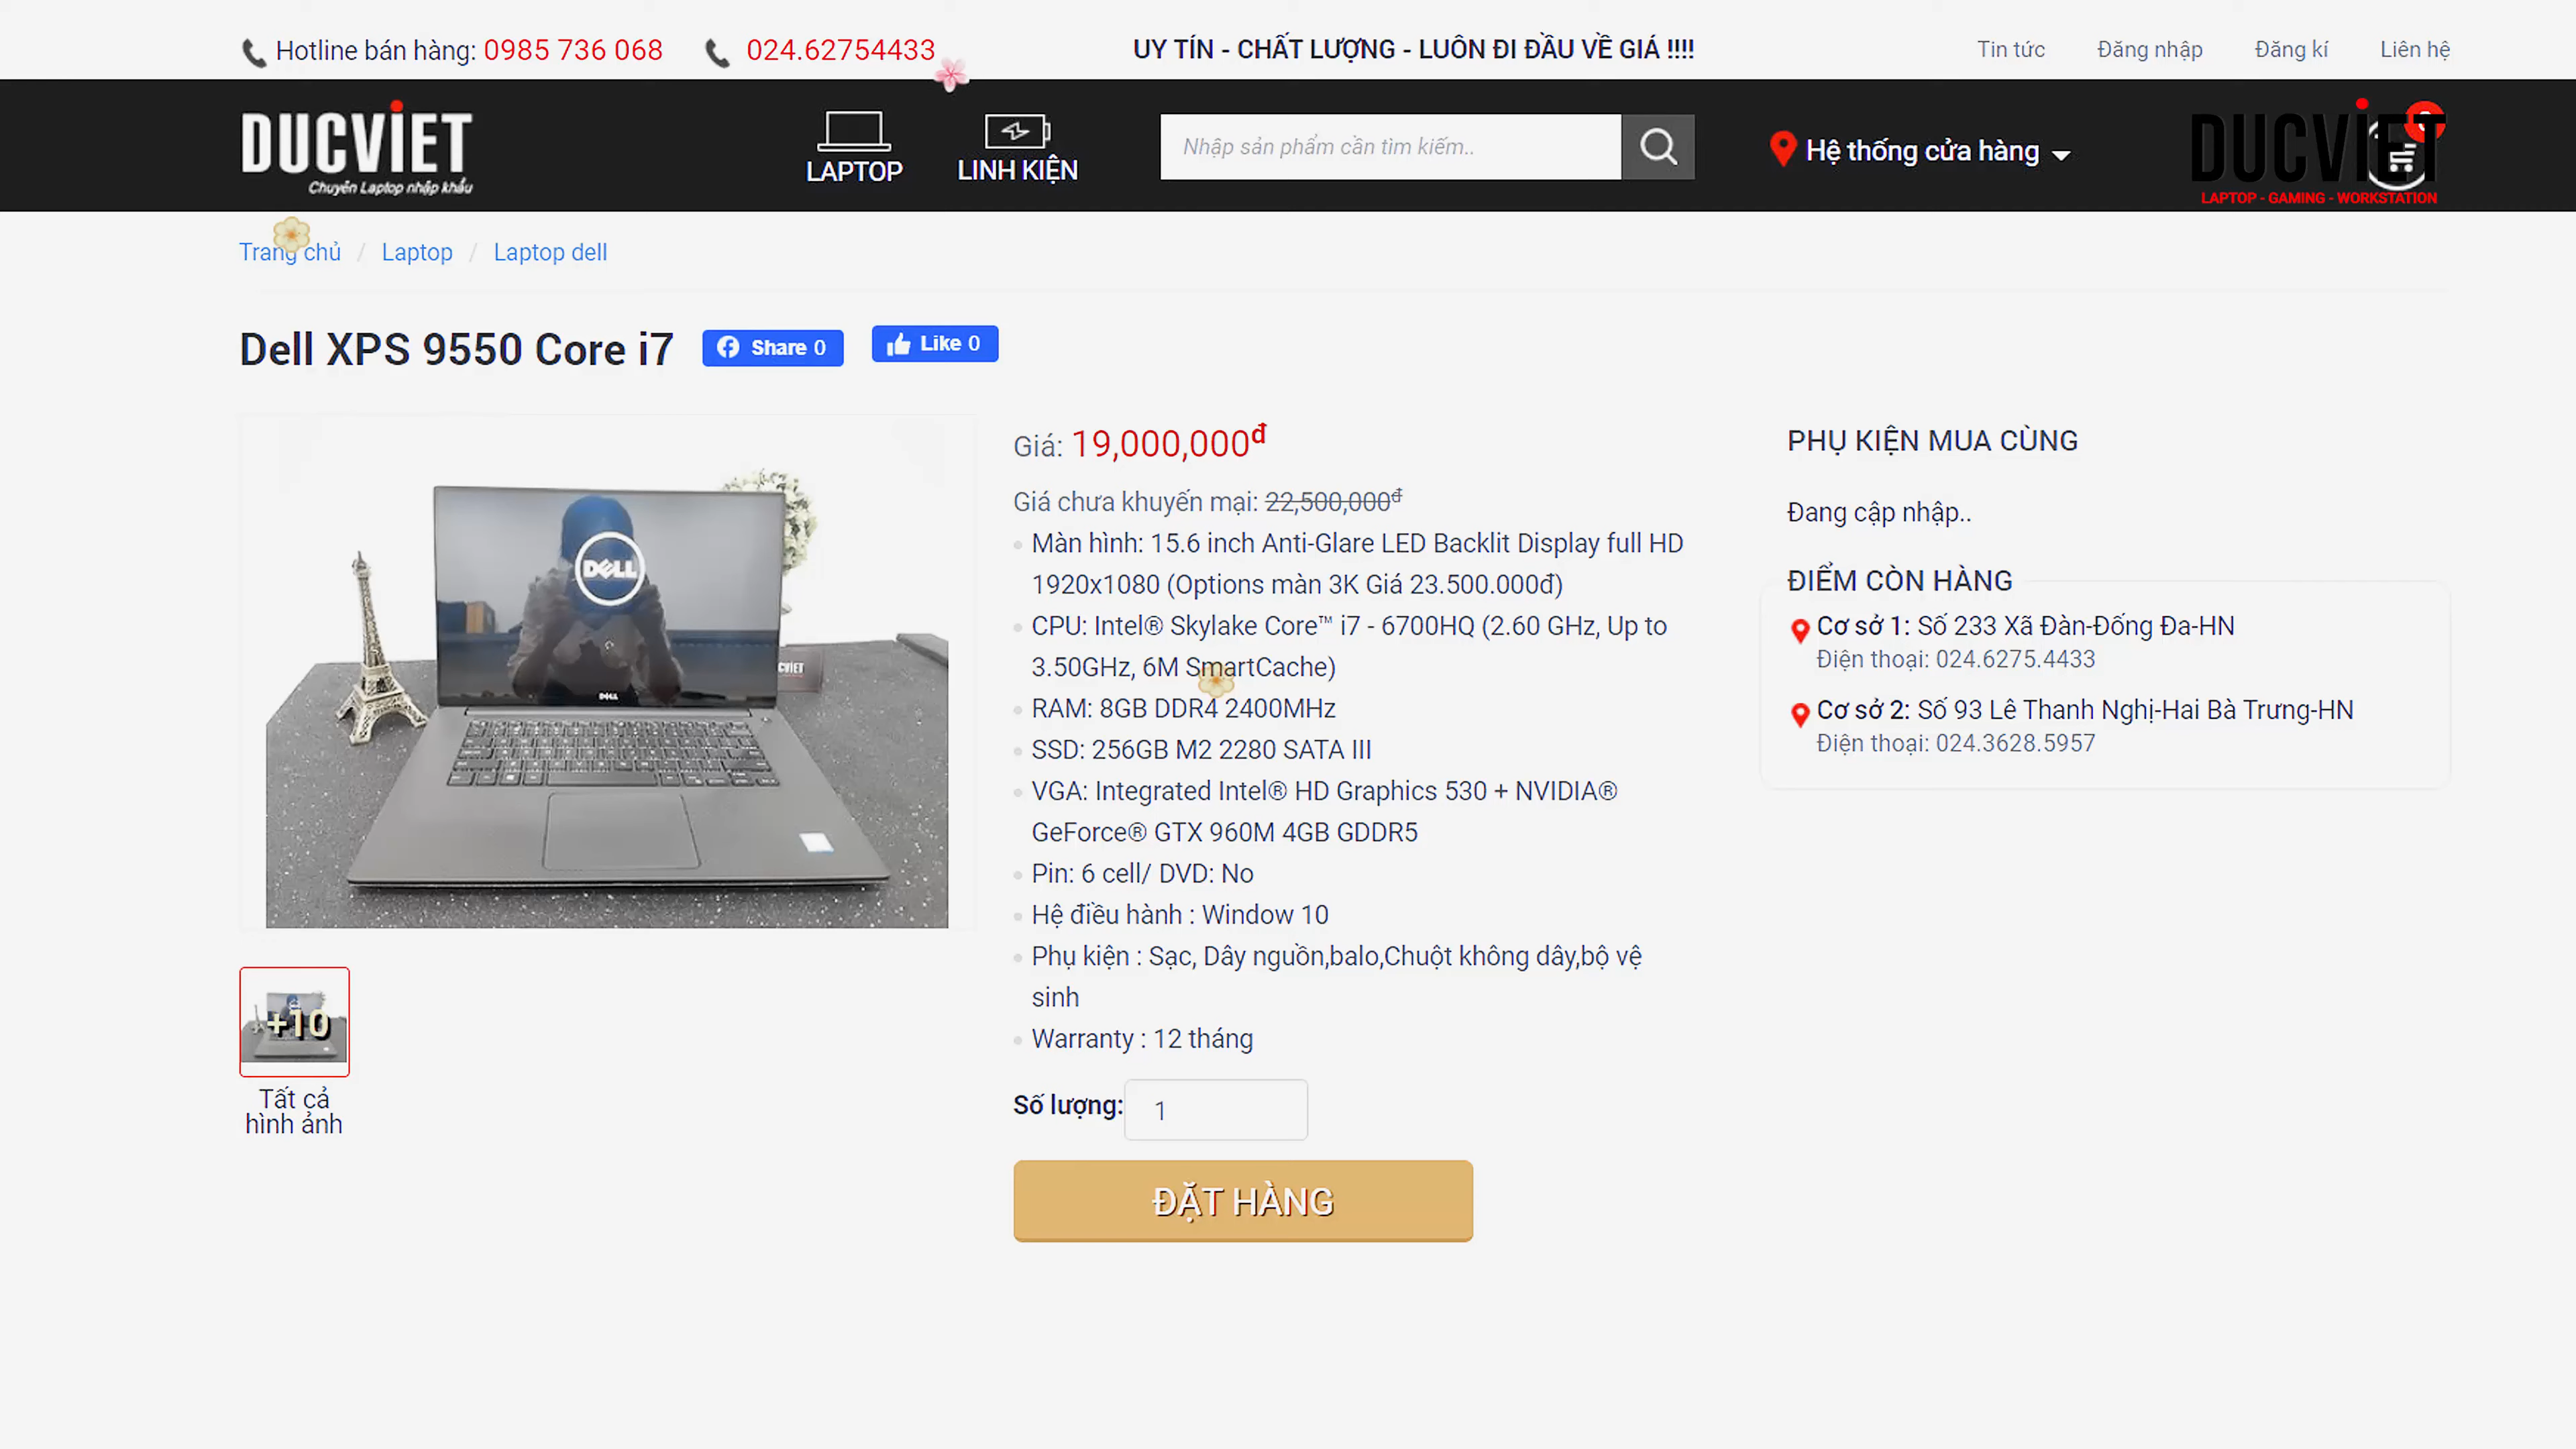 Hotline bán hàng: 0985 736 068 024.62754433 UY TÍN - CHẤT LƯỢNG - LUÔN ĐI ĐẦU VỀ GIÁ !!!! Tin tức Đăng nhập Đăng kí Liên hệ
DUCVIET
Chuyên Laptop nhập khẩu
LAPTOP
LINH KIỆN
Nhập sản phẩm cần tìm kiếm..
Hệ thống cửa hàng
DUCVIET
LAPTOP - GAMING - WORKSTATION
Trang chủ / Laptop / Laptop dell
Dell XPS 9550 Core i7
Share 0
Like 0
DELL
DELL
VIET
+10
Tất cả
hình ảnh
Giá: 19,000,000đ
Giá chưa khuyến mại: 22,500,000đ
Màn hình: 15.6 inch Anti-Glare LED Backlit Display full HD
1920x1080 (Options màn 3K Giá 23.500.000đ)
CPU: Intel® Skylake Core™ i7 - 6700HQ (2.60 GHz, Up to
3.50GHz, 6M SmartCache)
RAM: 8GB DDR4 2400MHz
SSD: 256GB M2 2280 SATA III
VGA: Integrated Intel® HD Graphics 530 + NVIDIA®
GeForce® GTX 960M 4GB GDDR5
Pin: 6 cell/ DVD: No
Hệ điều hành : Window 10
Phụ kiện : Sạc, Dây nguồn,balo,Chuột không dây,bộ vệ
sinh
Warranty : 12 tháng
Số lượng: 1
ĐẶT HÀNG
PHỤ KIỆN MUA CÙNG
Đang cập nhập..
ĐIỂM CÒN HÀNG
Cơ sở 1: Số 233 Xã Đàn-Đống Đa-HN
Điện thoại: 024.6275.4433
Cơ sở 2: Số 93 Lê Thanh Nghị-Hai Bà Trưng-HN
Điện thoại: 024.3628.5957